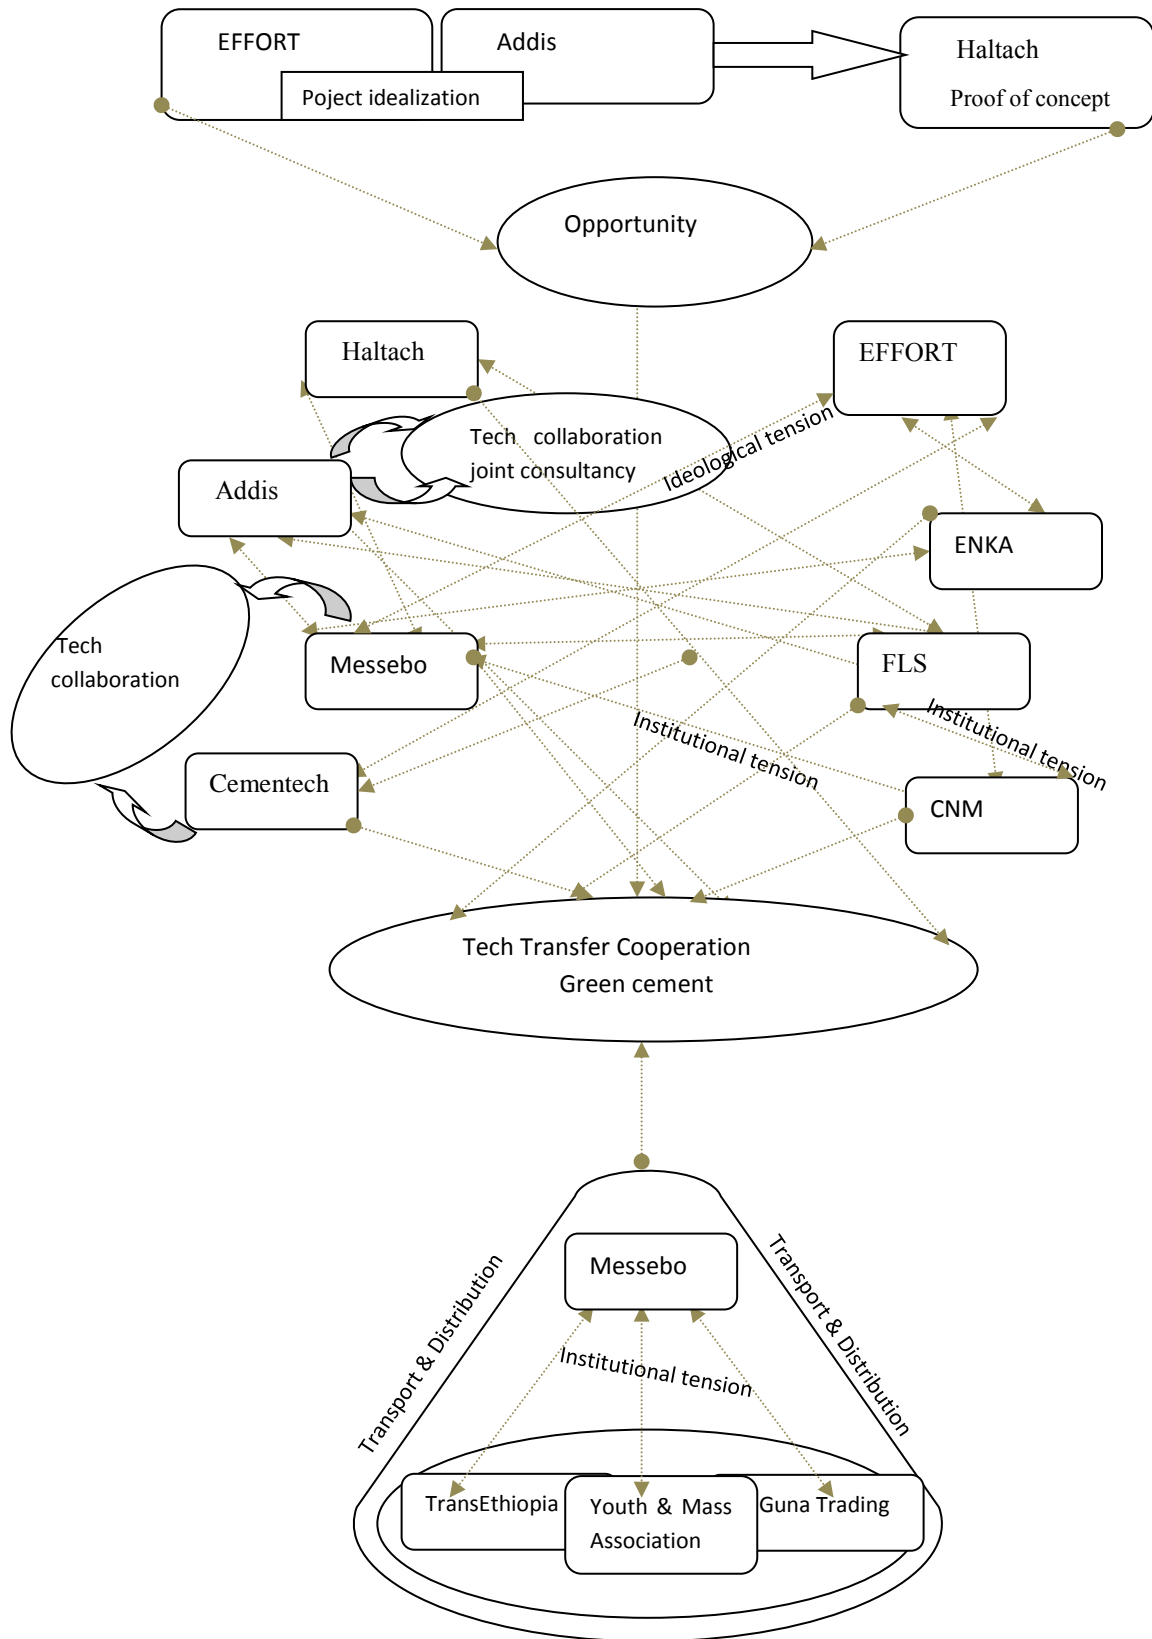 EFFORT
Addis
Poject idealization
Haltach
Proof of concept
Opportunity
Haltach
EFFORT
Tech collaboration
joint consultancy
Ideological tension
Addis
ENKA
Tech
collaboration
Messebo
FLS
Institutional tension
Institutional tension
Cementech
CNM
Tech Transfer Cooperation
Green cement
Messebo
Transport & Distribution
Transport & Distribution
Institutional tension
TransEthiopia
Youth & Mass
Association
Guna Trading